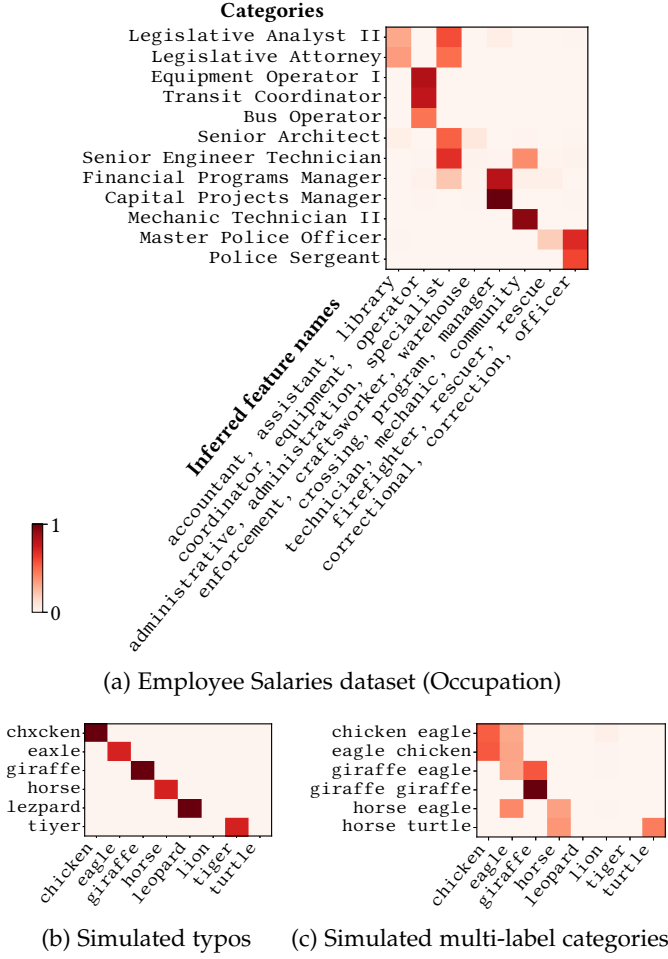 Categories
Legislative Analyst II
Legislative Attorney
Equipment Operator I
Transit Coordinator
Bus Operator
Senior Architect
Senior Engineer Technician
Financial Programs Manager
Capital Projects Manager
Mechanic Technician II
Master Police Officer
Police Sergeant
Inferred feature names
accountant, assistant, library
coordinator, equipment, operator
administrative, administration, specialist
enforcement, craftsworker, warehouse
crossing, program, manager
technician, mechanic, community
firefighter, rescuer, rescue
correctional, correction, officer
1
0
(a) Employee Salaries dataset (Occupation)
chxcken
eaxle
giraffe
horse
lezpard
tiyer
chicken
eagle
giraffe
horse
leopard
lion
tiger
turtle
(b) Simulated typos
chicken eagle
eagle chicken
giraffe eagle
giraffe giraffe
horse eagle
horse turtle
chicken
eagle
giraffe
horse
leopard
lion
tiger
turtle
(c) Simulated multi-label categories